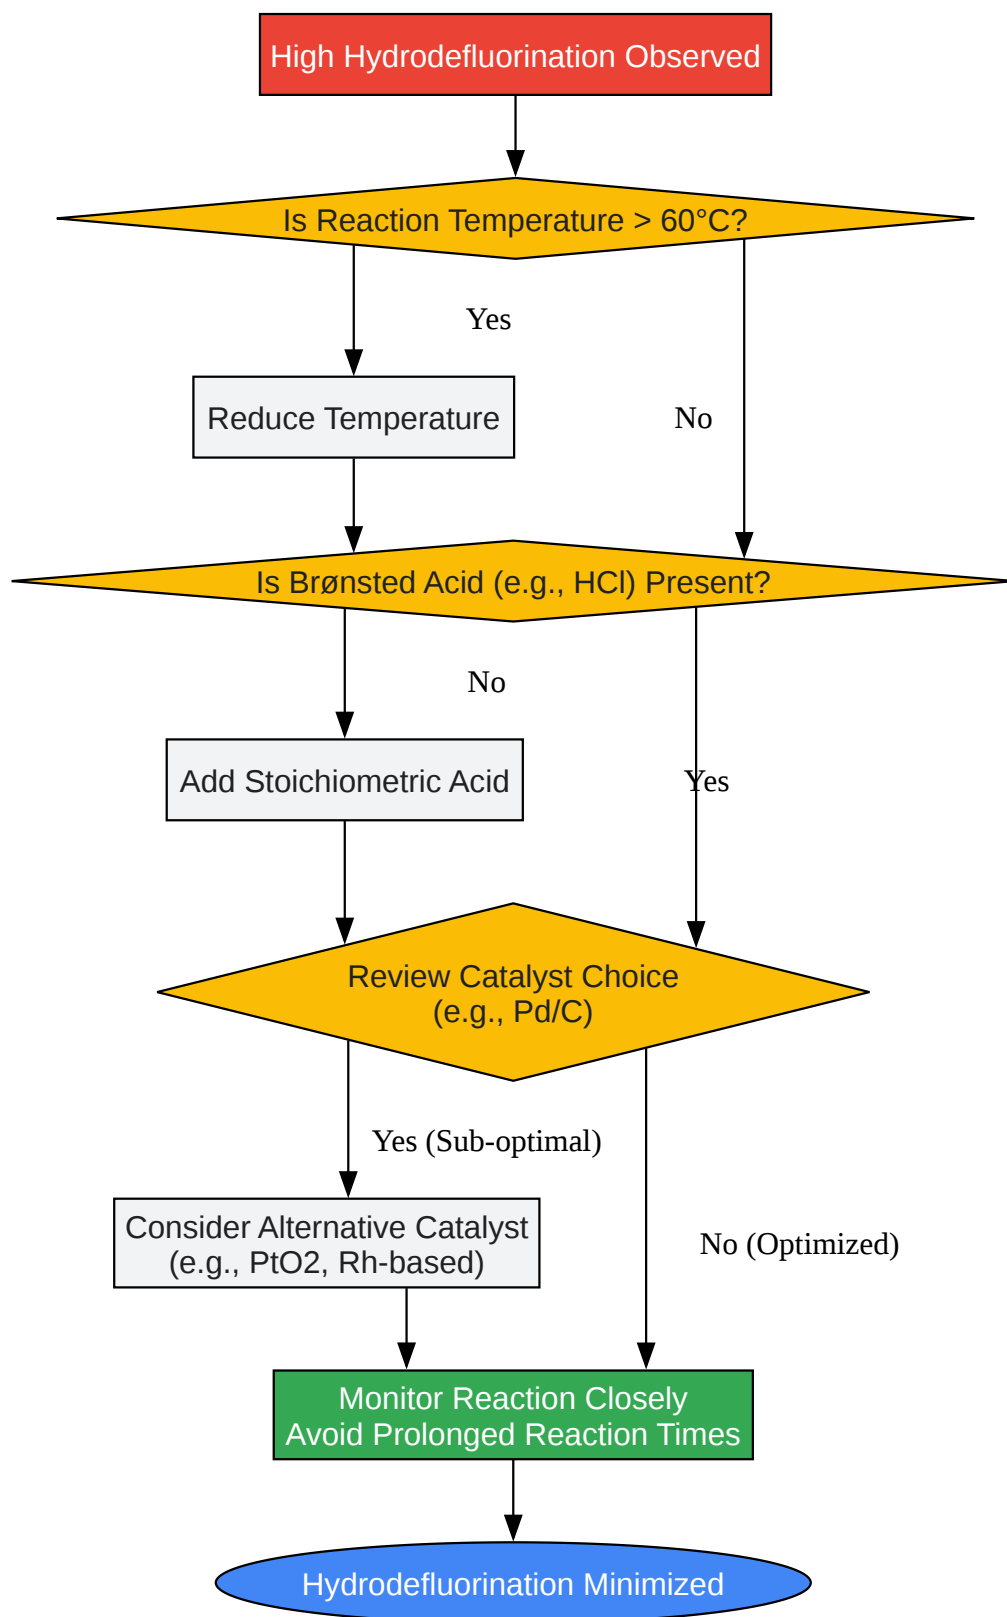 High Hydrodefluorination Observed
Is Reaction Temperature > 60°C?
Yes
Reduce Temperature
No
Is Brønsted Acid (e.g., HCl) Present?
No
Add Stoichiometric Acid
Yes
Review Catalyst Choice
(e.g., Pd/C)
Yes (Sub-optimal)
Consider Alternative Catalyst
(e.g., PtO2, Rh-based)
No (Optimized)
Monitor Reaction Closely
Avoid Prolonged Reaction Times
Hydrodefluorination Minimized